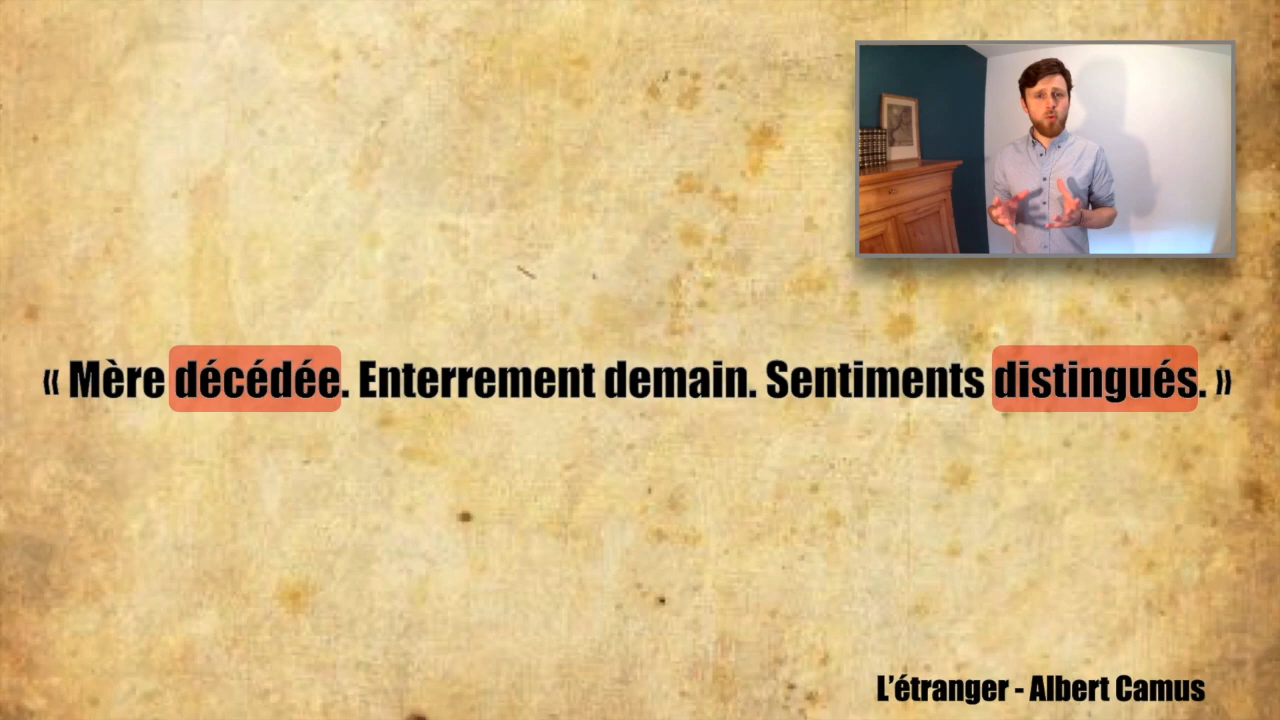 « Mère décédée. Enterrement demain. Sentiments distingués. »
L'étranger - Albert Camus